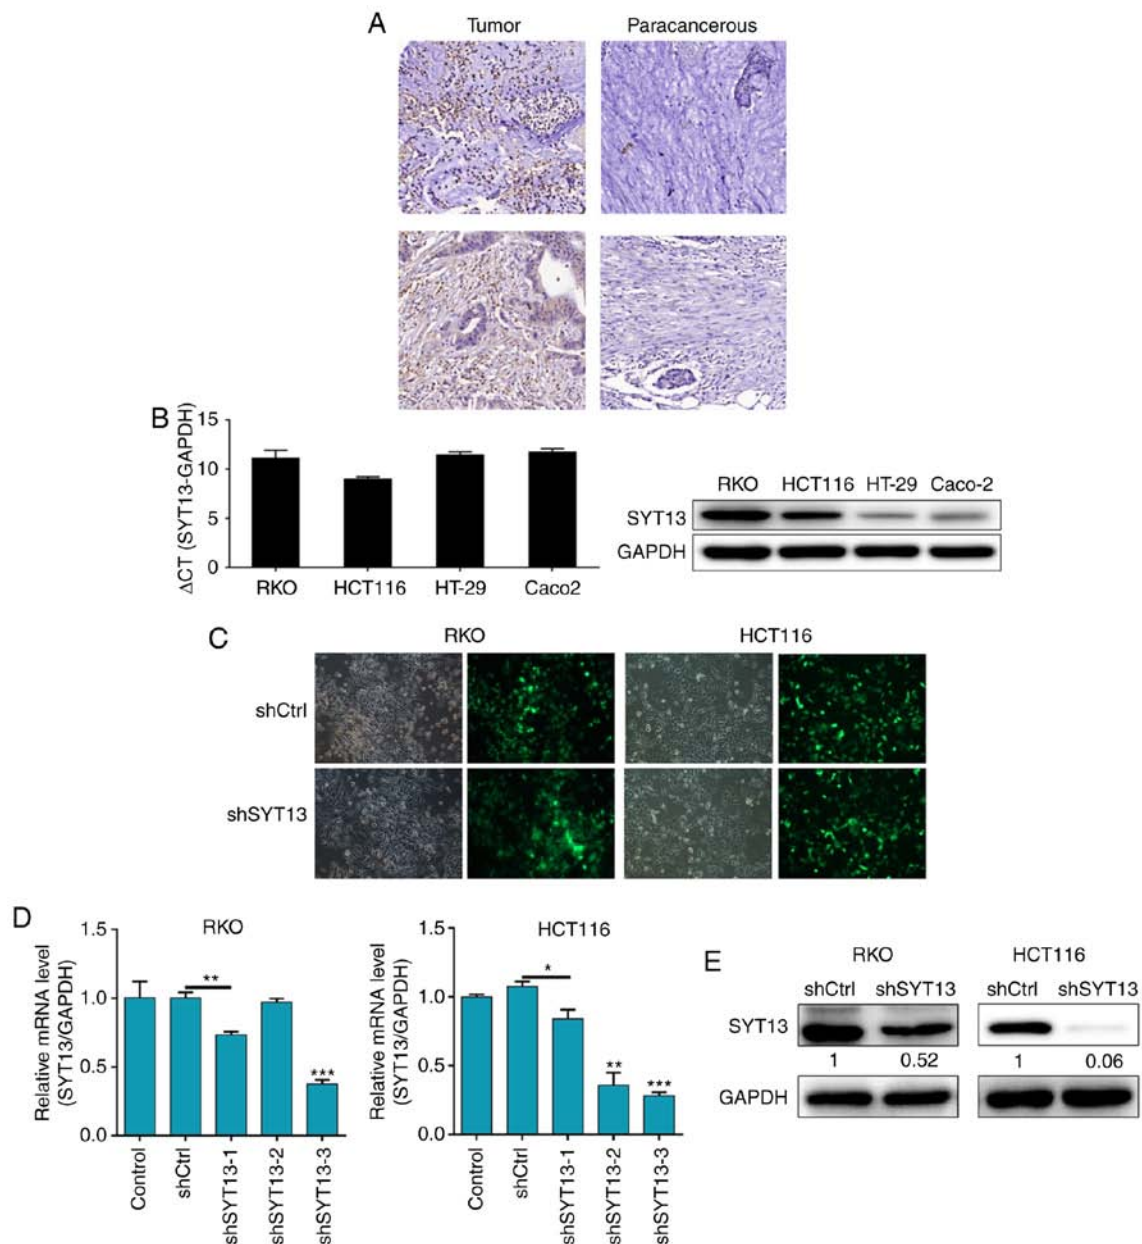 A
Tumor Paracancerous
B
ΔCT (SYT13-GAPDH)
15
10
5
0
RKO HCT116 HT-29 Caco2
RKO HCT116 HT-29 Caco-2
SYT13
GAPDH
C
RKO HCT116
shCtrl
shSYT13
D
RKO
Relative mRNA level
(SYT13/GAPDH)
1.5
1.0
0.5
0.0
**
***
Control
shCtrl
shSYT13-1
shSYT13-2
shSYT13-3
HCT116
Relative mRNA level
(SYT13/GAPDH)
1.5
1.0
0.5
0.0
*
**
***
Control
shCtrl
shSYT13-1
shSYT13-2
shSYT13-3
E
RKO HCT116
shCtrl shSYT13 shCtrl shSYT13
SYT13
1 0.52 1 0.06
GAPDH